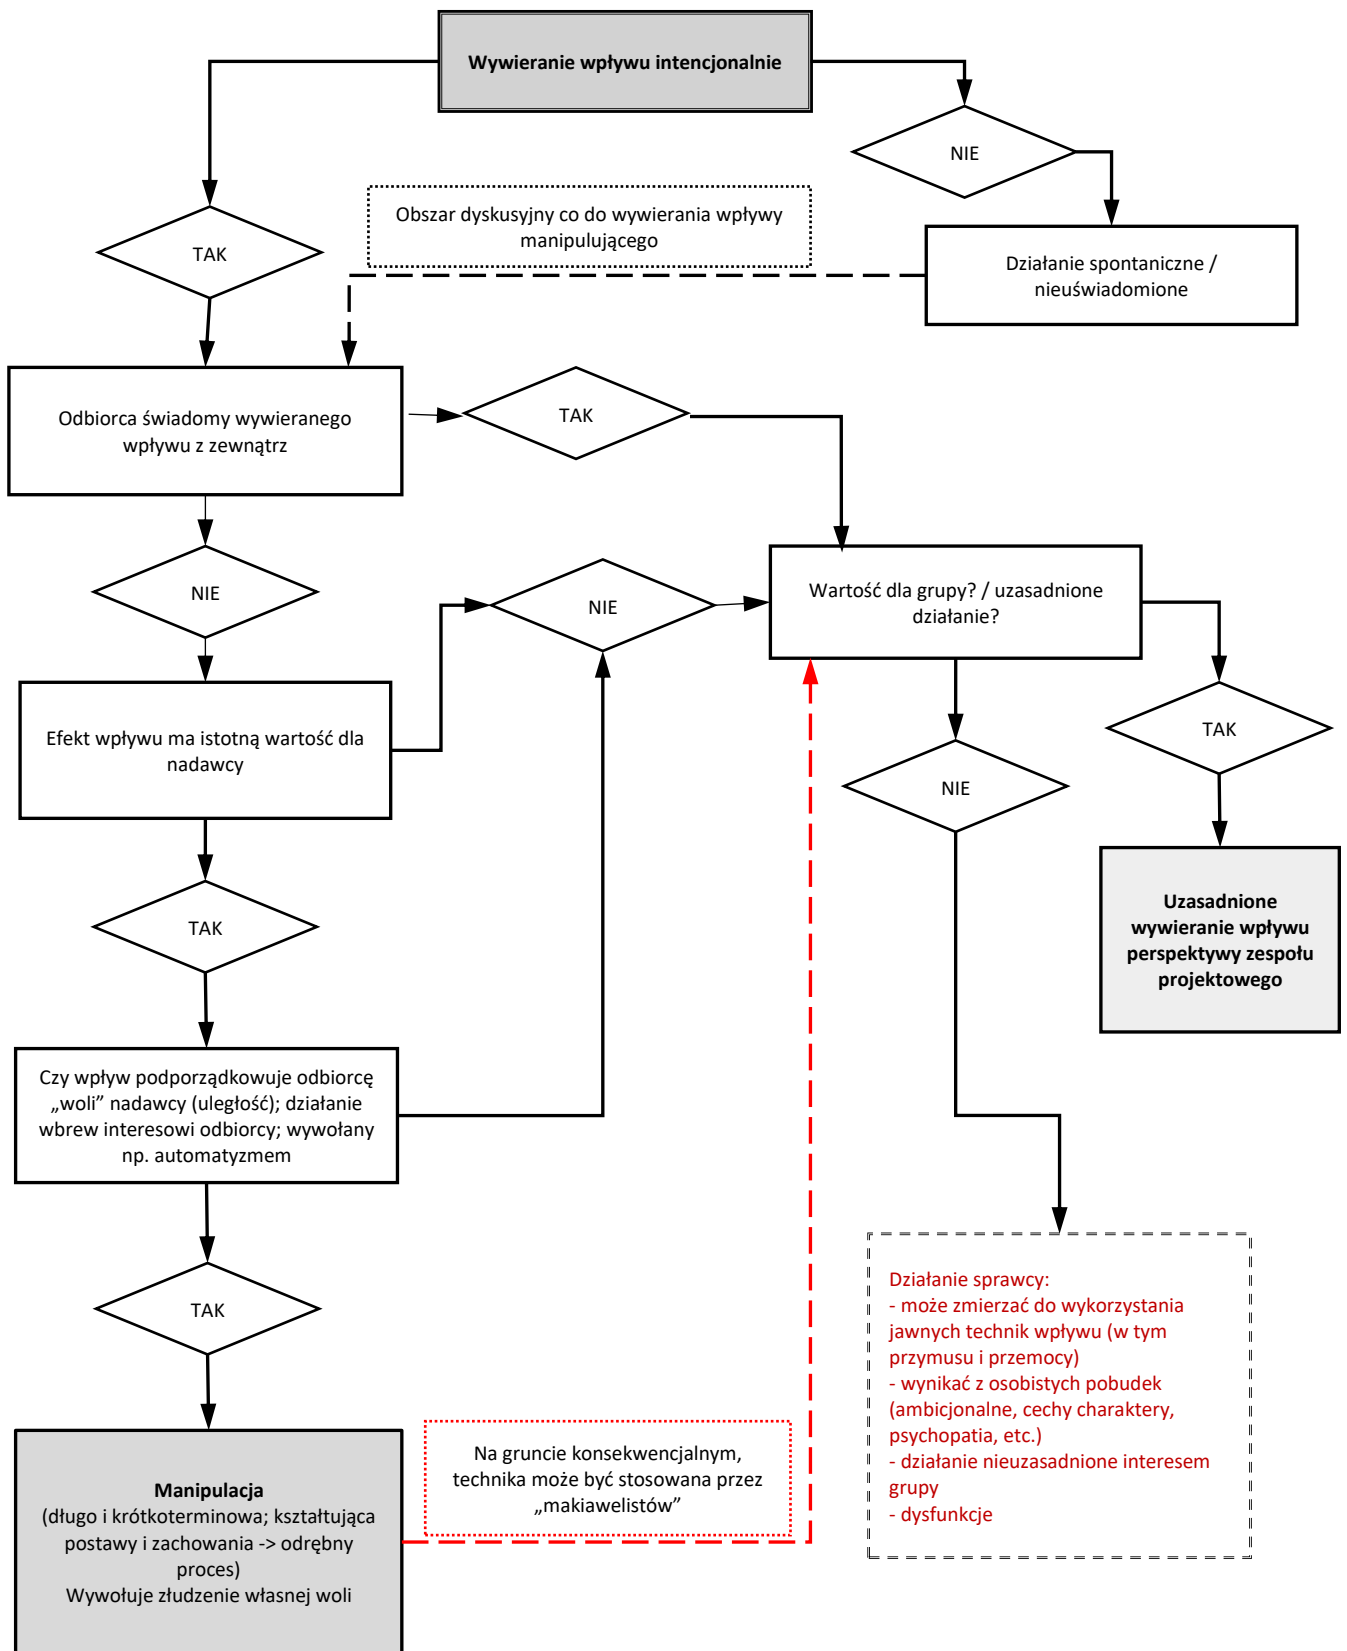 Wywieranie wpływu intencjonalnie
NIE
Obszar dyskusyjny co do wywierania wpływy
manipulującego
TAK
Działanie spontaniczne /
nieuświadomione
Odbiorca świadomy wywieranego
wpływu z zewnątrz
TAK
NIE
NIE
Wartość dla grupy? / uzasadnione
działanie?
Efekt wpływu ma istotną wartość dla
nadawcy
TAK
NIE
TAK
Uzasadnione
wywieranie wpływu
perspektywy zespołu
projektowego
Czy wpływ podporządkowuje odbiorcę
„woli” nadawcy (uległość); działanie
wbrew interesowi odbiorcy; wywołany
np. automatyzmem
TAK
Działanie sprawcy:
- może zmierzać do wykorzystania
jawnych technik wpływu (w tym
przymusu i przemocy)
- wynikać z osobistych pobudek
(ambicjonalne, cechy charaktery,
psychopatia, etc.)
- działanie nieuzasadnione interesem
grupy
- dysfunkcje
Na gruncie konsekwencjalnym,
technika może być stosowana przez
„makiawelistów”
Manipulacja
(długo i krótkoterminowa; kształtująca
postawy i zachowania -> odrębny
proces)
Wywołuje złudzenie własnej woli